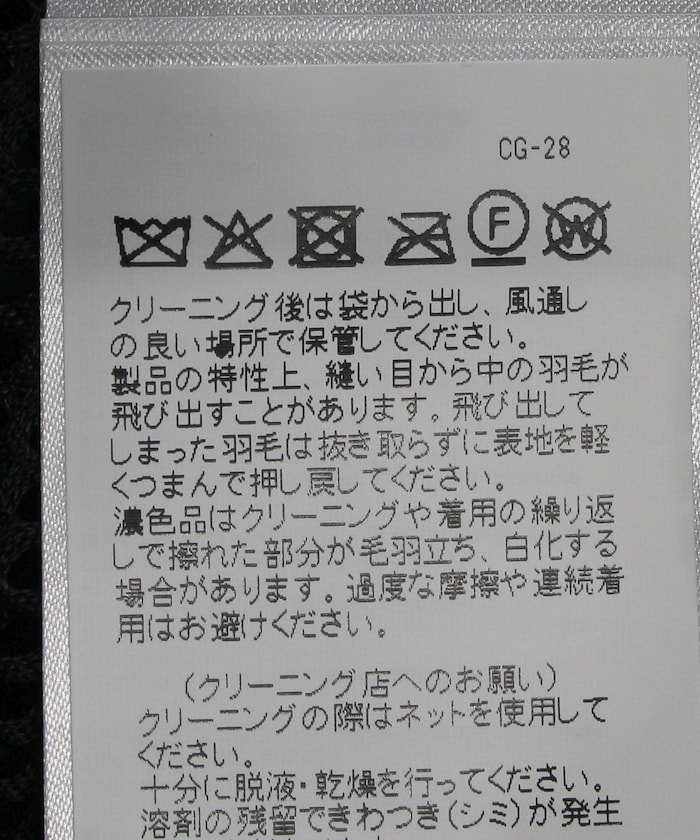 CG-28
F W
クリーニング後は袋から出し、風通し
の良い場所で保管してください。
製品の特性上、縫い目から中の羽毛が
飛び出すことがあります。飛び出して
しまった羽毛は抜き取らずに表地を軽
くつまんで押し戻してください。
濃色品はクリーニングや着用の繰り返
しで擦れた部分が毛羽立ち、白化する
場合があります。過度な摩擦や連続着
用はお避けください。
(クリーニング店へのお願い)
クリーニングの際はネットを使用して
ください。
十分に脱液・乾燥を行ってください。
溶剤の残留できわつき(シミ)が発生